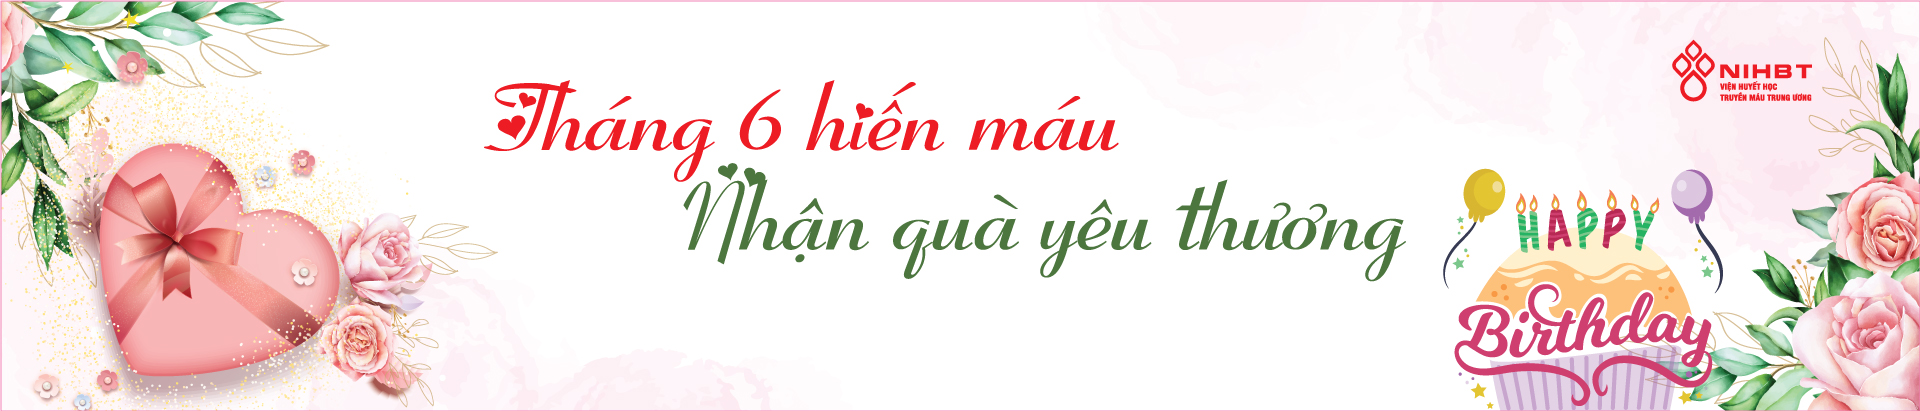 Tháng 6 hiến máu
Nhận quà yêu thương
NIHBT
VIỆN HUYẾT HỌC
TRUYỀN MÁU TRUNG ƯƠNG
HAPPY
Birthday